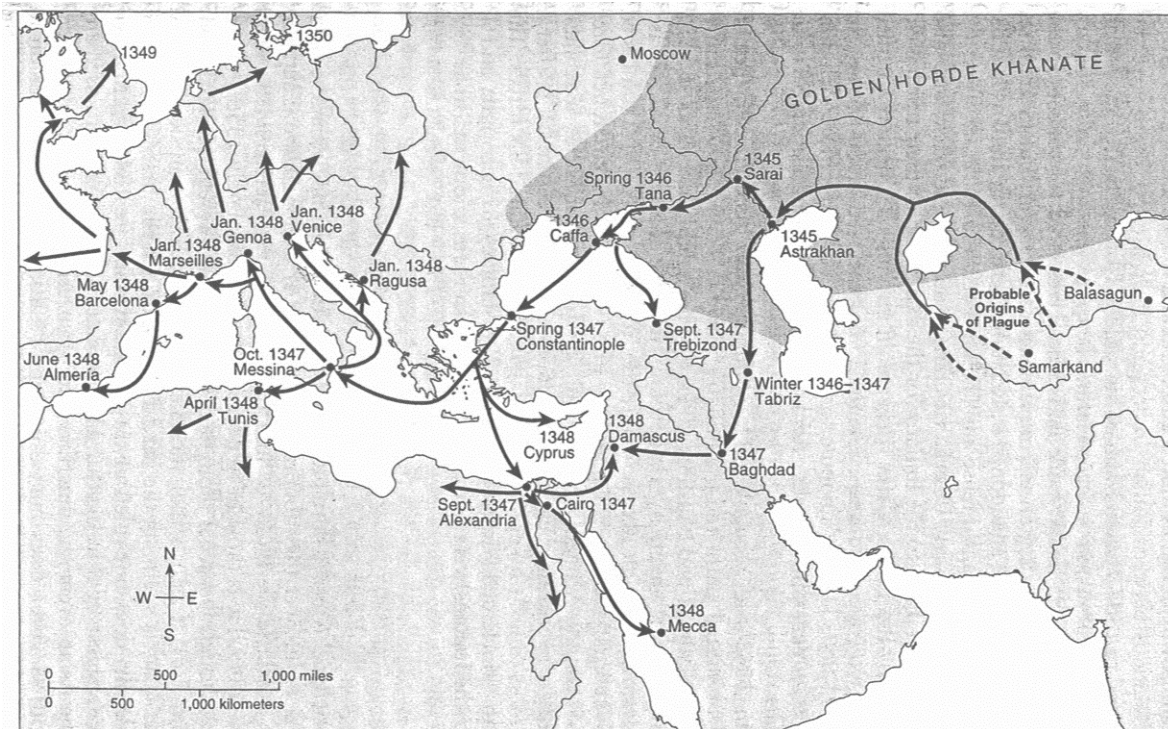 1349
1350
Moscow
GOLDEN HORDE KHANATE
1345
Sarai
Spring 1346
Tana
1346
Caffa
1345
Astrakhan
Jan. 1348
Genoa
Jan. 1348
Venice
Jan. 1348
Marseilles
Jan. 1348
Ragusa
May 1348
Barcelona
Probable
Origins
of Plague
Balasagun
Samarkand
Spring 1347
Constantinople
Sept. 1347
Trebizond
June 1348
Almería
Oct. 1347
Messina
April 1348
Tunis
Winter 1346–1347
Tabriz
1348
Cyprus
1348
Damascus
1347
Baghdad
Sept. 1347
Alexandria
Cairo 1347
1348
Mecca
N
W E
S
0 500 1,000 miles
0 500 1,000 kilometers